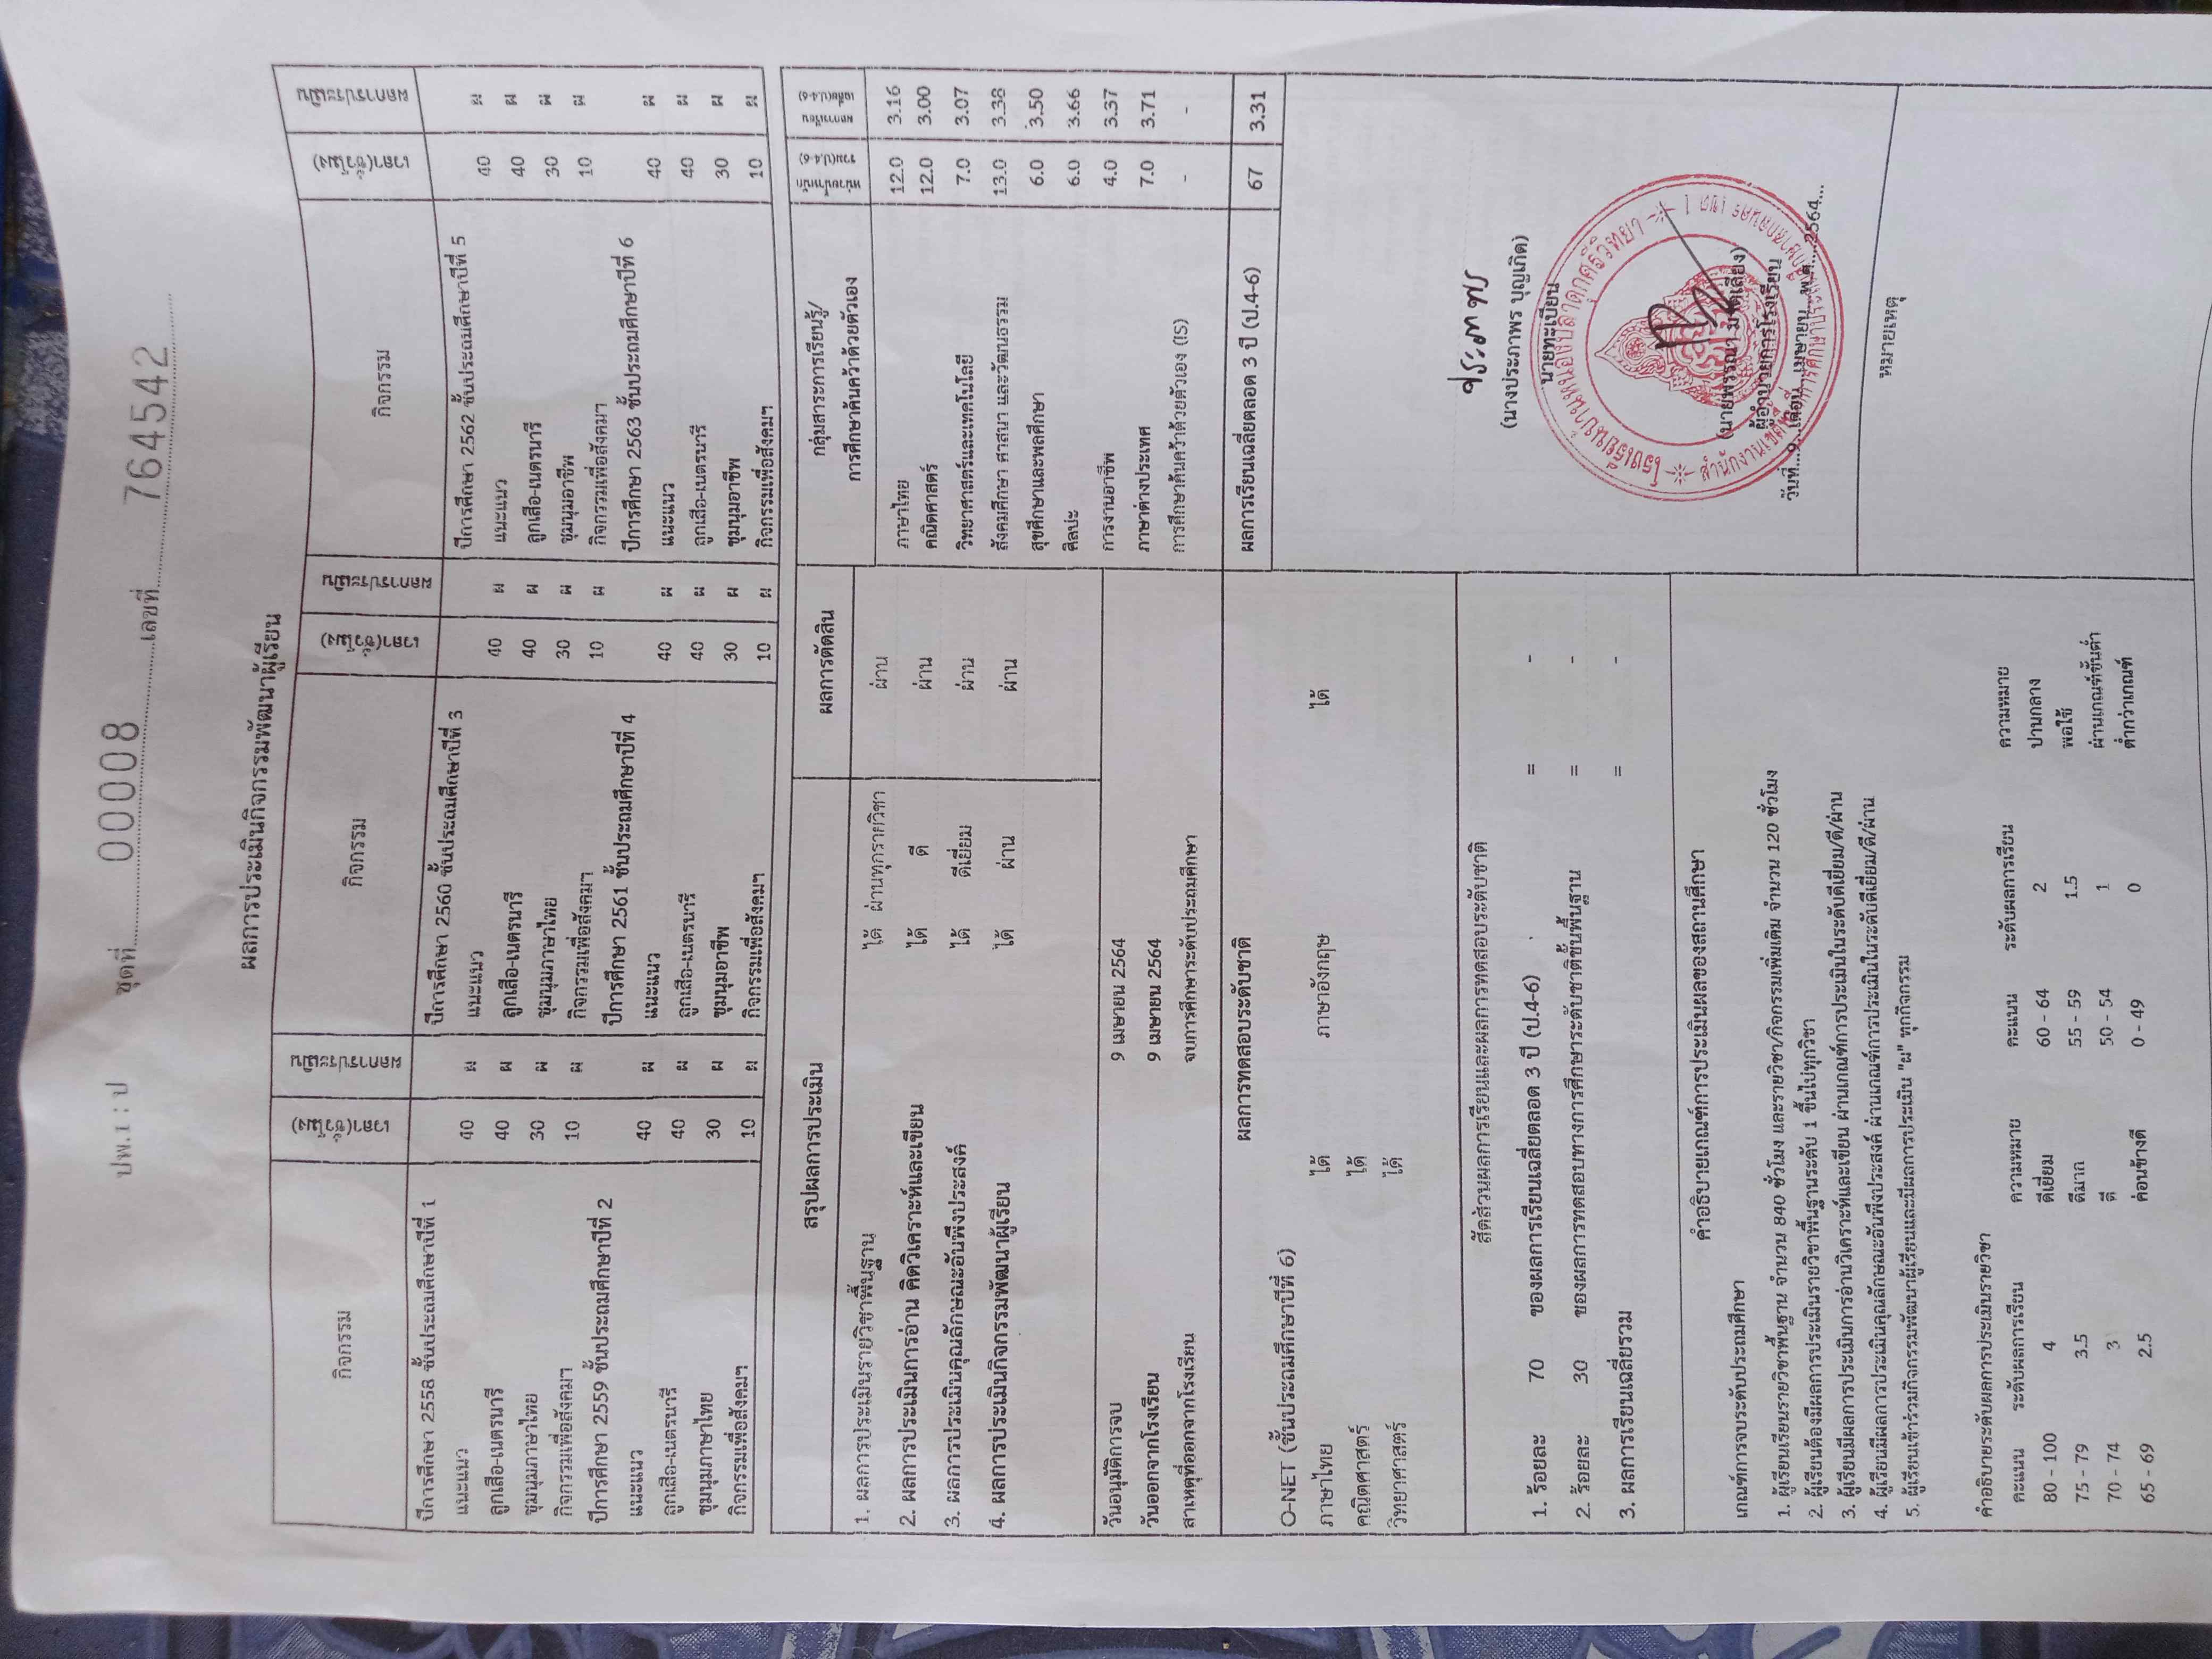 ปพ.1 : ป ชุดที่ 00008 เลขที่ 764542
ผลการประเมินกิจกรรมพัฒนาผู้เรียน
กิจกรรม เวลา(ชั่วโมง) ผลการประเมิน กิจกรรม เวลา(ชั่วโมง) ผลการประเมิน กิจกรรม เวลา(ชั่วโมง) ผลการประเมิน
ปีการศึกษา 2558 ชั้นประถมศึกษาปีที่ 1 ปีการศึกษา 2560 ชั้นประถมศึกษาปีที่ 3 ปีการศึกษา 2562 ชั้นประถมศึกษาปีที่ 5
แนะแนว 40 ผ แนะแนว 40 ผ แนะแนว 40 ผ
ลูกเสือ-เนตรนารี 40 ผ ลูกเสือ-เนตรนารี 40 ผ ลูกเสือ-เนตรนารี 40 ผ
ชุมนุมภาษาไทย 30 ผ ชุมนุมภาษาไทย 30 ผ ชุมนุมอาชีพ 30 ผ
กิจกรรมเพื่อสังคมฯ 10 ผ กิจกรรมเพื่อสังคมฯ 10 ผ กิจกรรมเพื่อสังคมฯ 10 ผ
ปีการศึกษา 2559 ชั้นประถมศึกษาปีที่ 2 ปีการศึกษา 2561 ชั้นประถมศึกษาปีที่ 4 ปีการศึกษา 2563 ชั้นประถมศึกษาปีที่ 6
แนะแนว 40 ผ แนะแนว 40 ผ แนะแนว 40 ผ
ลูกเสือ-เนตรนารี 40 ผ ลูกเสือ-เนตรนารี 40 ผ ลูกเสือ-เนตรนารี 40 ผ
ชุมนุมภาษาไทย 30 ผ ชุมนุมอาชีพ 30 ผ ชุมนุมอาชีพ 30 ผ
กิจกรรมเพื่อสังคมฯ 10 ผ กิจกรรมเพื่อสังคมฯ 10 ผ กิจกรรมเพื่อสังคมฯ 10 ผ
สรุปผลการประเมิน ผลการตัดสิน
1. ผลการประเมินรายวิชาพื้นฐาน ได้ ผ่านทุกรายวิชา ผ่าน
2. ผลการประเมินการอ่าน คิดวิเคราะห์และเขียน ได้ ดี ผ่าน
3. ผลการประเมินคุณลักษณะอันพึงประสงค์ ได้ ดีเยี่ยม ผ่าน
4. ผลการประเมินกิจกรรมพัฒนาผู้เรียน ได้ ผ่าน ผ่าน
วันอนุมัติการจบ 9 เมษายน 2564
วันออกจากโรงเรียน 9 เมษายน 2564
สาเหตุที่ออกจากโรงเรียน จบการศึกษาระดับประถมศึกษา
กลุ่มสาระการเรียนรู้/
การศึกษาค้นคว้าด้วยตัวเอง
หน่วยน้ำหนัก
รวม(ป.4-6)
ผลการเรียน
เฉลี่ย(ป.4-6)
ภาษาไทย 12.0 3.16
คณิตศาสตร์ 12.0 3.00
วิทยาศาสตร์และเทคโนโลยี 7.0 3.07
สังคมศึกษา ศาสนา และวัฒนธรรม 13.0 3.38
สุขศึกษาและพลศึกษา 6.0 3.50
ศิลปะ 6.0 3.66
การงานอาชีพ 4.0 3.37
ภาษาต่างประเทศ 7.0 3.71
การศึกษาค้นคว้าด้วยตัวเอง (IS) - -
ผลการเรียนเฉลี่ยตลอด 3 ปี (ป.4-6) 67 3.31
ผลการทดสอบระดับชาติ
O-NET (ชั้นประถมศึกษาปีที่ 6)
ภาษาไทย ได้ ภาษาอังกฤษ ได้
คณิตศาสตร์ ได้
วิทยาศาสตร์ ได้
สัดส่วนผลการเรียนและผลการทดสอบระดับชาติ
1. ร้อยละ 70 ของผลการเรียนเฉลี่ยตลอด 3 ปี (ป.4-6) = -
2. ร้อยละ 30 ของผลการทดสอบทางการศึกษาระดับชาติขั้นพื้นฐาน = -
3. ผลการเรียนเฉลี่ยรวม = -
คำอธิบายเกณฑ์การประเมินผลของสถานศึกษา
เกณฑ์การจบระดับประถมศึกษา
1. ผู้เรียนเรียนรายวิชาพื้นฐาน จำนวน 840 ชั่วโมง และรายวิชา/กิจกรรมเพิ่มเติม จำนวน 120 ชั่วโมง
2. ผู้เรียนต้องมีผลการประเมินรายวิชาพื้นฐานระดับ 1 ขึ้นไปทุกวิชา
3. ผู้เรียนมีผลการประเมินการอ่านวิเคราะห์และเขียน ผ่านเกณฑ์การประเมินในระดับดีเยี่ยม/ดี/ผ่าน
4. ผู้เรียนมีผลการประเมินคุณลักษณะอันพึงประสงค์ ผ่านเกณฑ์การประเมินในระดับดีเยี่ยม/ดี/ผ่าน
5. ผู้เรียนเข้าร่วมกิจกรรมพัฒนาผู้เรียนและมีผลการประเมิน "ผ" ทุกกิจกรรม
คำอธิบายระดับผลการประเมินรายวิชา
คะแนน ระดับผลการเรียน ความหมาย คะแนน ระดับผลการเรียน ความหมาย
80 - 100 4 ดีเยี่ยม 60 - 64 2 ปานกลาง
75 - 79 3.5 ดีมาก 55 - 59 1.5 พอใช้
70 - 74 3 ดี 50 - 54 1 ผ่านเกณฑ์ขั้นต่ำ
65 - 69 2.5 ค่อนข้างดี 0 - 49 0 ต่ำกว่าเกณฑ์
ประภาพร
(นางประภาพร บุญเกิด)
นายทะเบียน
ผู้อำนวยการโรงเรียน
วันที่ 9 เดือน เมษายน พ.ศ. 2564
หมายเหตุ